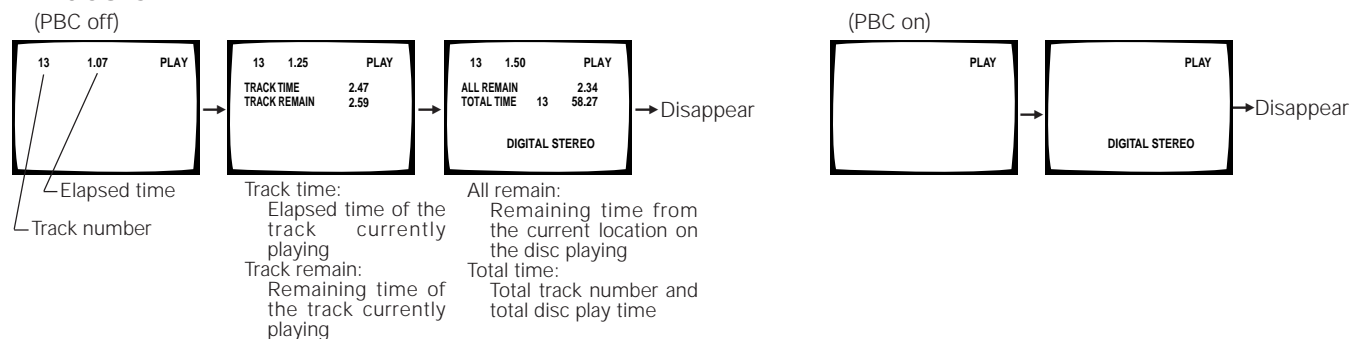 (PBC off)
13 1.07 PLAY
Elapsed time
Track number
13 1.25 PLAY
TRACK TIME 2.47
TRACK REMAIN 2.59
Track time:
Elapsed time of the
track currently
playing
Track remain:
Remaining time of
the track currently
playing
13 1.50 PLAY
ALL REMAIN 2.34
TOTAL TIME 13 58.27
DIGITAL STEREO
All remain:
Remaining time from
the current location on
the disc playing
Total time:
Total track number and
total disc play time
Disappear
(PBC on)
PLAY
PLAY
DIGITAL STEREO
Disappear